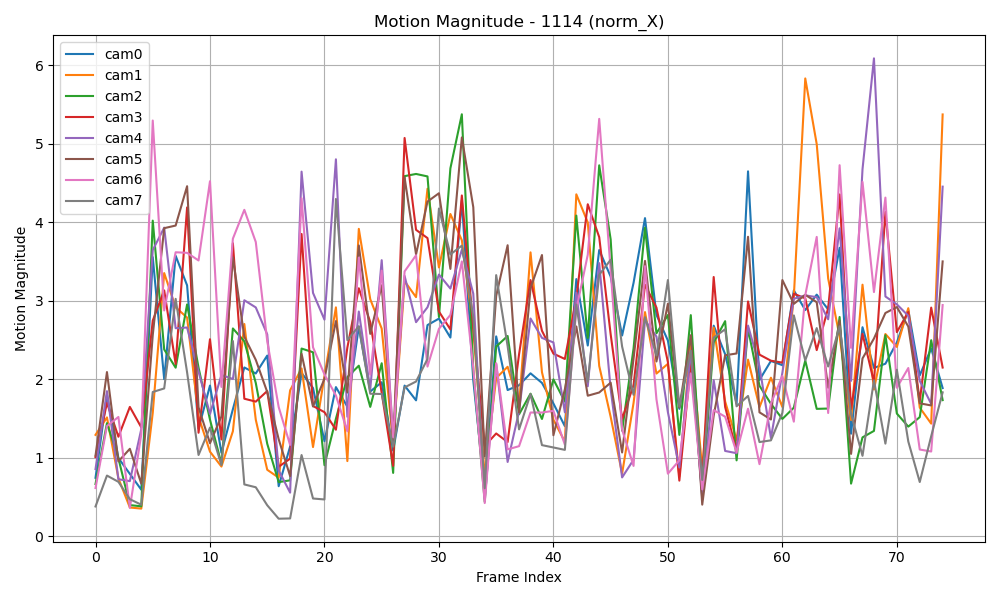 Motion Magnitude - 1114 (norm_X)
cam0
cam1
cam2
cam3
cam4
cam5
cam6
cam7
Motion Magnitude
6
5
4
3
2
1
0
0 10 20 30 40 50 60 70
Frame Index